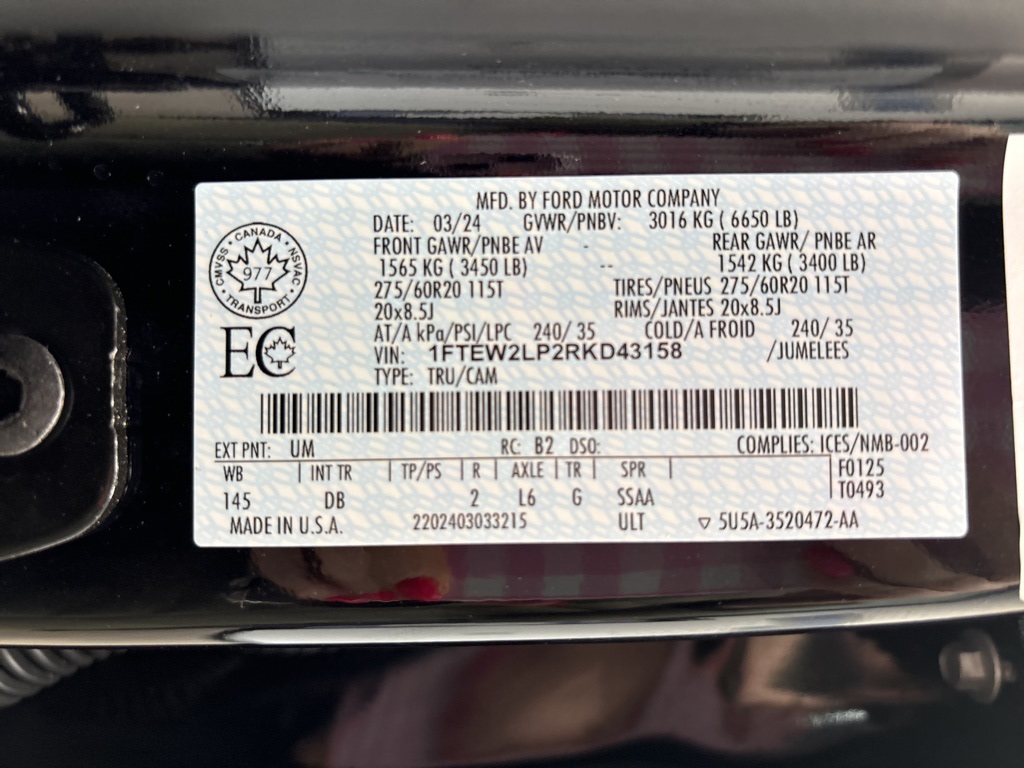 MFD. BY FORD MOTOR COMPANY
DATE: 03/24 GVWR/PNBV: 3016 KG ( 6650 LB)
FRONT GAWR/PNBE AV - REAR GAWR/ PNBE AR
1565 KG ( 3450 LB) -- 1542 KG ( 3400 LB)
275/60R20 115T TIRES/PNEUS 275/60R20 115T
20x8.5J RIMS/JANTES 20x8.5J
AT/A kPa/PSI/LPC 240/ 35 COLD/A FROID 240/ 35
VIN: 1FTEW2LP2RKD43158 /JUMELEES
TYPE: TRU/CAM
CANADA
CMVSS NSVAC
977
TRANSPORT
EC
EXT PNT: UM RC: B2 DSO: COMPLIES: ICES/NMB-002
WB | INT TR | TP/PS | R | AXLE | TR | SPR | F0125
145 DB 2 L6 G SSAA T0493
MADE IN U.S.A. 2202403033215 ULT ▽ 5U5A-3520472-AA